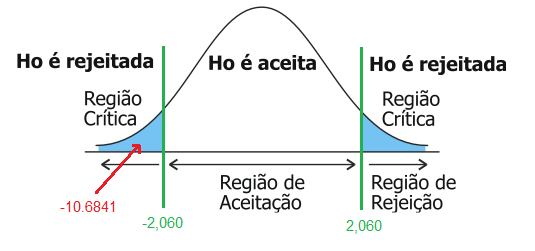 Ho é rejeitada
Ho é aceita
Ho é rejeitada
Região
Crítica
Região
Crítica
Região de
Aceitação
Região de
Rejeição
-10.6841
-2,060
2,060